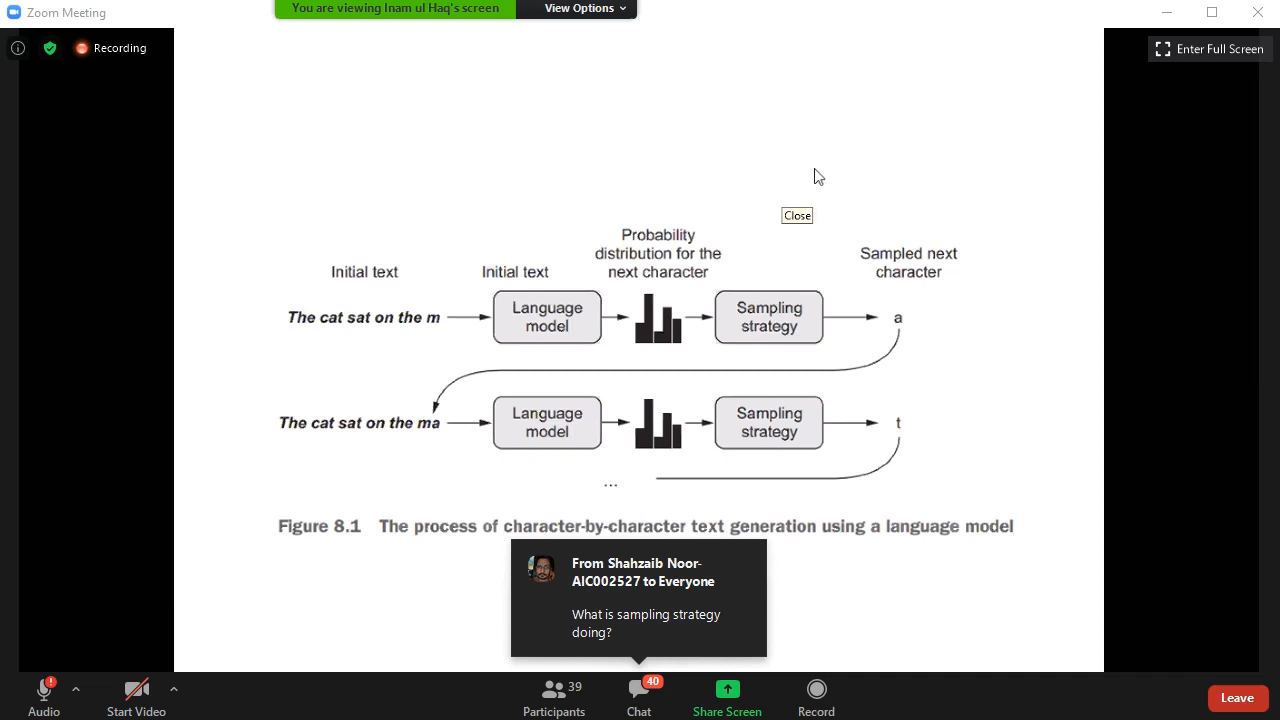 Zoom Meeting
You are viewing Inam ul Haq's screen
View Options
Recording
Enter Full Screen
Close
Probability
distribution for the
next character
Initial text
Initial text
Sampled next
character
The cat sat on the m
Language
model
Sampling
strategy
a
The cat sat on the ma
Language
model
Sampling
strategy
t
...
Figure 8.1 The process of character-by-character text generation using a language model
From Shahzaib Noor-
AIC002527 to Everyone
What is sampling strategy
doing?
Audio
Start Video
39
Participants
40
Chat
Share Screen
Record
Leave